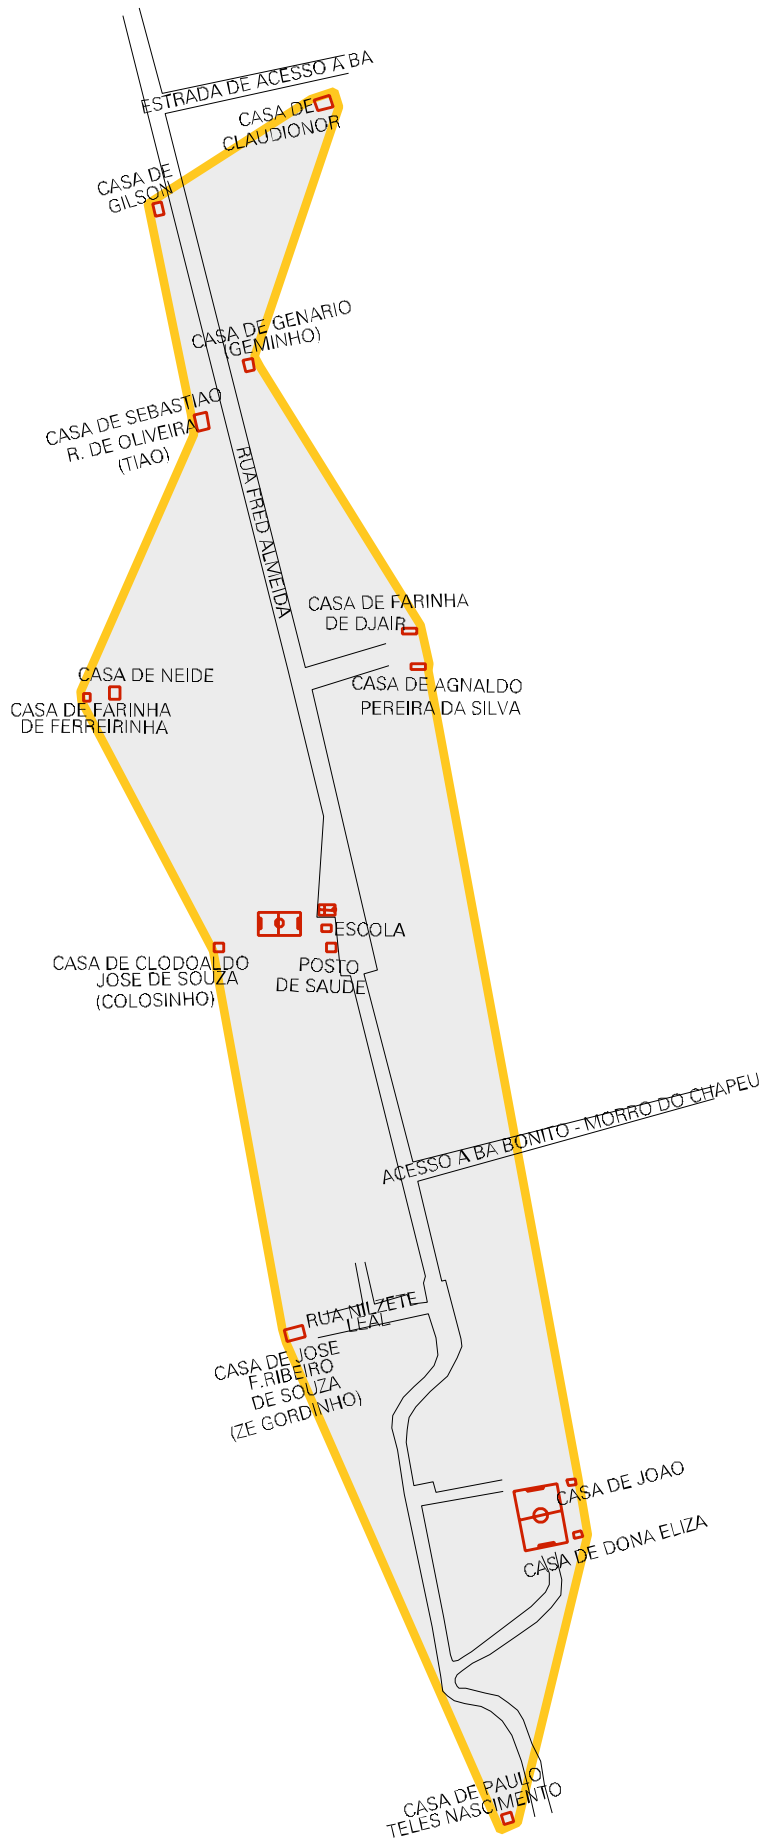 ESTRADA DE ACESSO A BA
CASA DE
CLAUDIONOR
CASA DE
GILSON
CASA DE GENARIO
(GEMINHO)
CASA DE SEBASTIAO
R. DE OLIVEIRA
(TIAO)
RUA FRED ALMEIDA
CASA DE FARINHA
DE DJAIR
CASA DE NEIDE
CASA DE AGNALDO
PEREIRA DA SILVA
CASA DE FARINHA
DE FERREIRINHA
ESCOLA
CASA DE CLODOALDO
JOSE DE SOUZA
(COLOSINHO)
POSTO
DE SAUDE
ACESSO A BA BONITO - MORRO DO CHAPEU
RUA NILZETE
LEAL
CASA DE JOSE
F.RIBEIRO
DE SOUZA
(ZE GORDINHO)
CASA DE JOAO
CASA DE DONA ELIZA
CASA DE PAULO
TELES NASCIMENTO